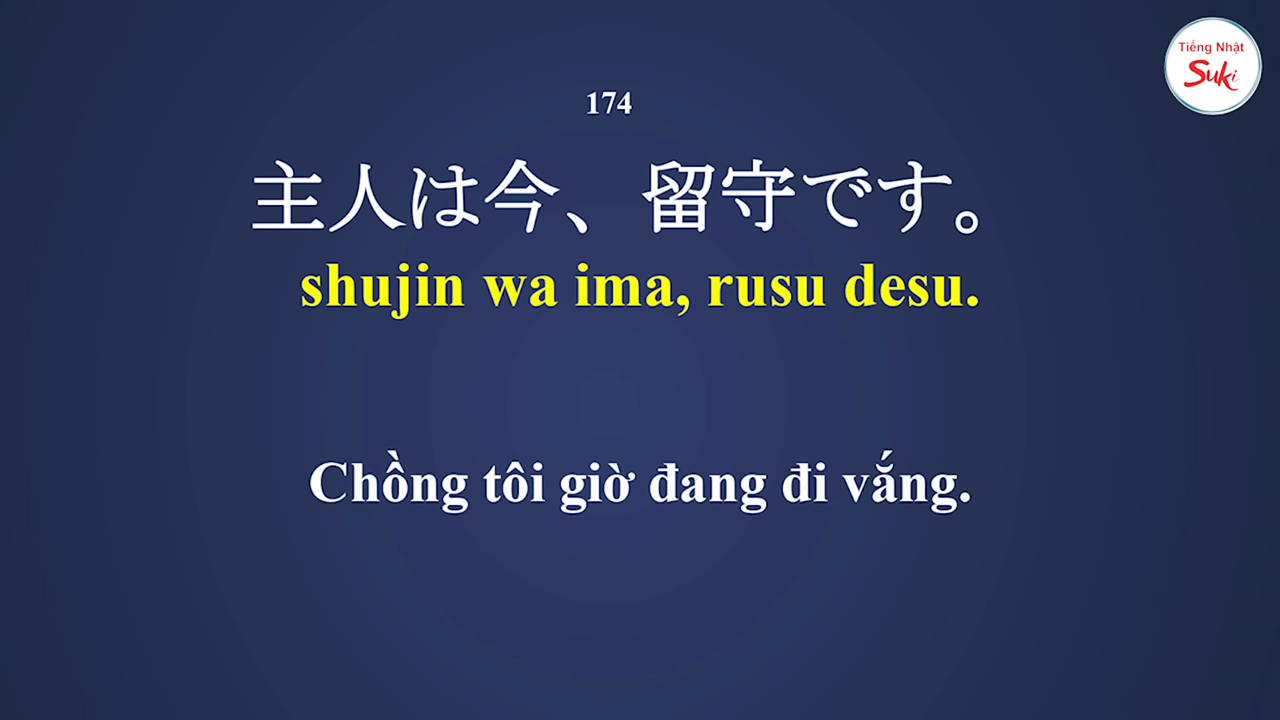 Tiếng Nhật
Suki
174
主人は今、留守です。
shujin wa ima, rusu desu.
Chồng tôi giờ đang đi vắng.